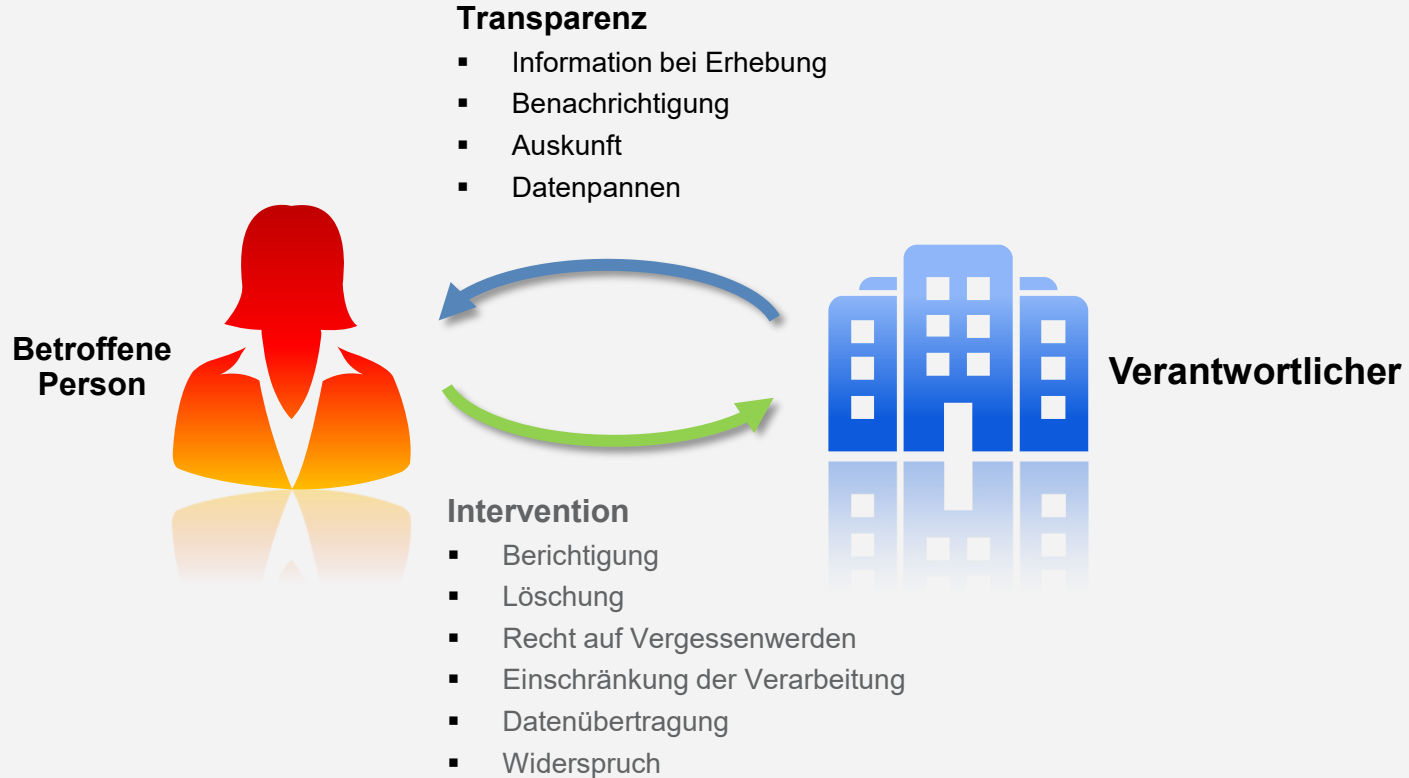 Transparenz
▪ Information bei Erhebung
▪ Benachrichtigung
▪ Auskunft
▪ Datenpannen
Betroffene
Person
Verantwortlicher
Intervention
▪ Berichtigung
▪ Löschung
▪ Recht auf Vergessenwerden
▪ Einschränkung der Verarbeitung
▪ Datenübertragung
▪ Widerspruch